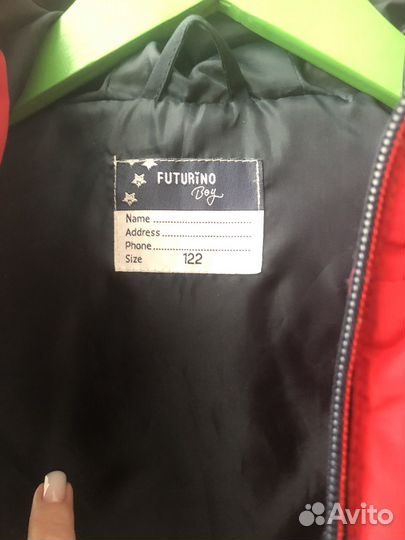 FUTURINO
Boy
Name
Address
Phone
Size 122
Avito